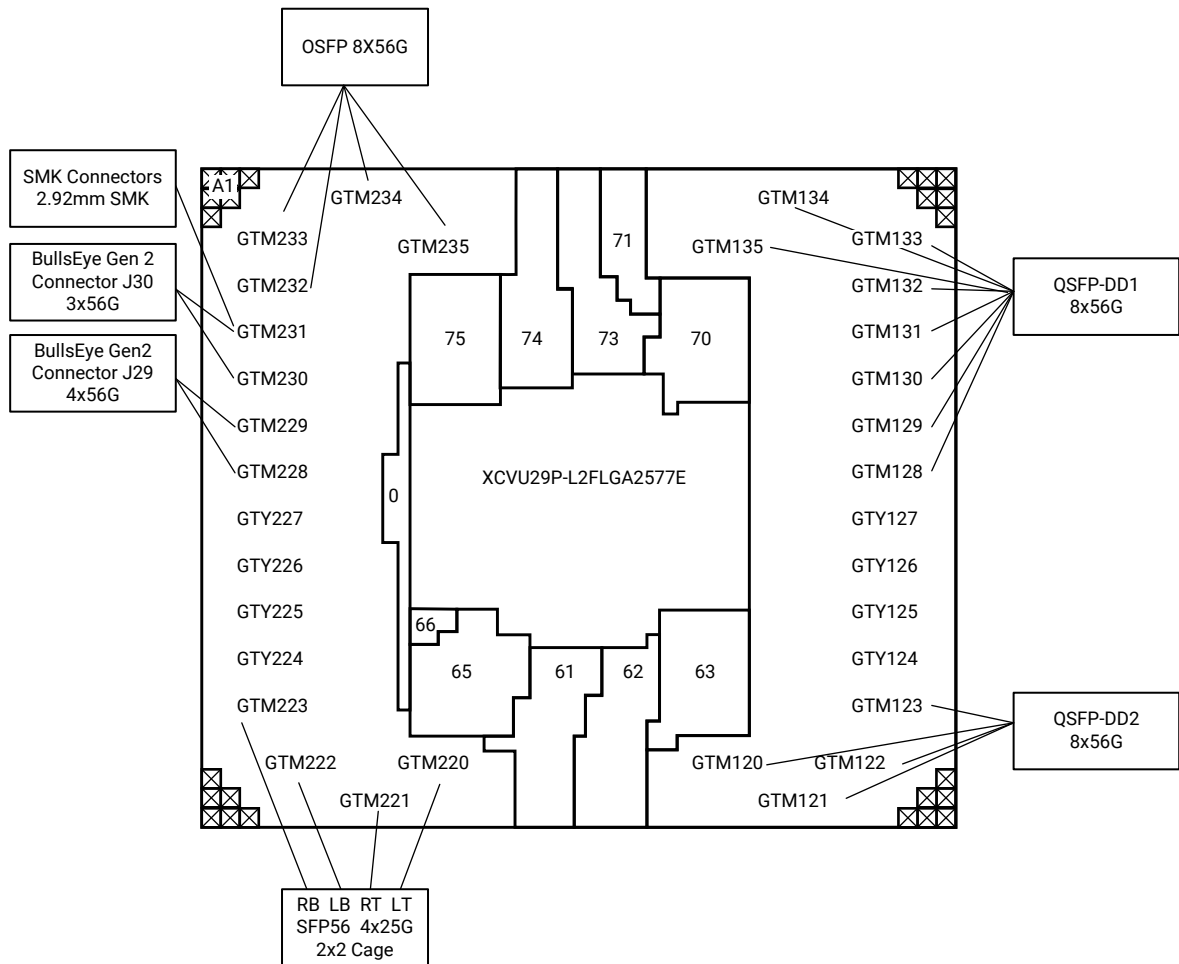 OSFP 8X56G
SMK Connectors
2.92mm SMK
BullsEye Gen 2
Connector J30
3x56G
BullsEye Gen2
Connector J29
4x56G
A1
GTM234
GTM233
GTM235
GTM232
GTM231
GTM230
GTM229
GTM228
GTY227
GTY226
GTY225
GTY224
GTM223
GTM222
GTM220
GTM221
71
75
74
73
70
0
XCVU29P-L2FLGA2577E
66
65
61
62
63
GTM134
GTM135
GTM133
GTM132
GTM131
GTM130
GTM129
GTM128
GTY127
GTY126
GTY125
GTY124
GTM123
GTM120
GTM122
GTM121
QSFP-DD1
8x56G
QSFP-DD2
8x56G
RB LB RT LT
SFP56 4x25G
2x2 Cage